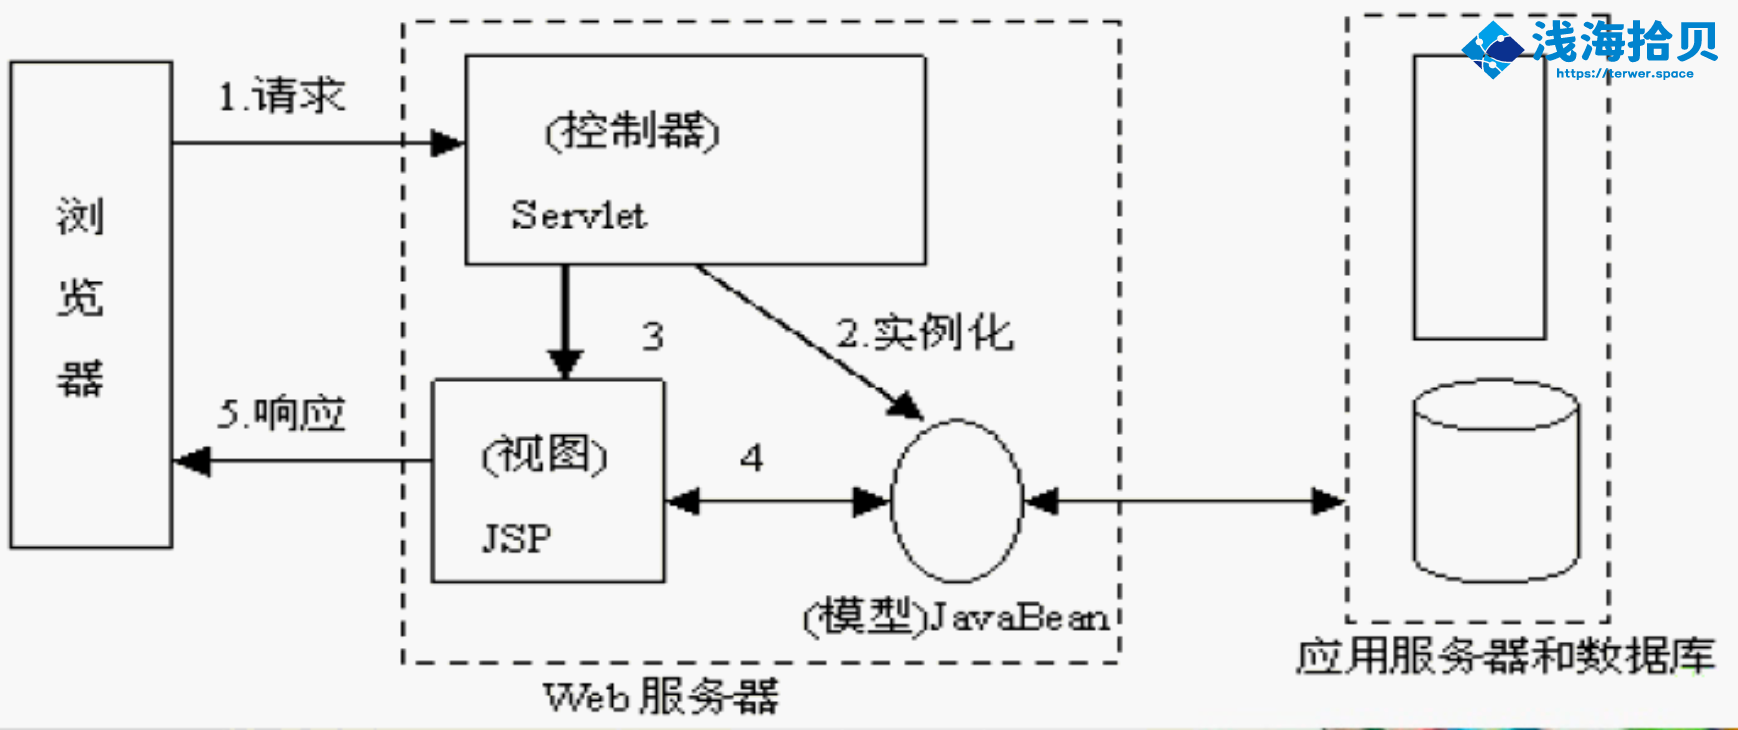 浅海拾贝
https://terwer.space
1.请求
(控制器)
Servlet
浏
览
器
3
2.实例化
5.响应
(视图)
JSP
4
(模型)JavaBean
应用服务器和数据库
Web 服务器